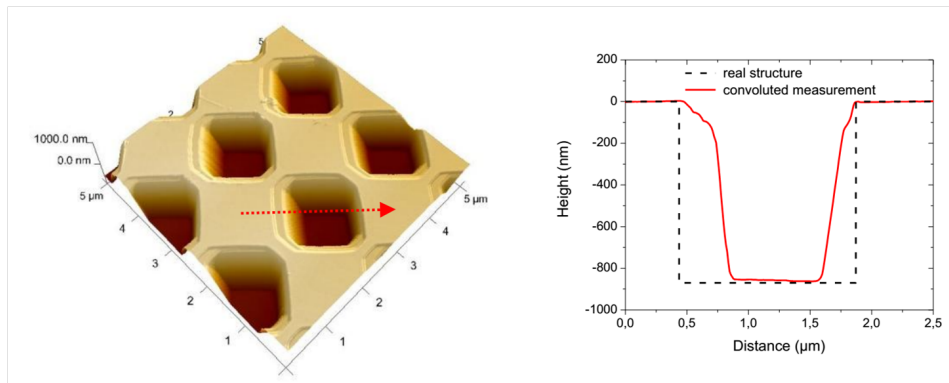 5
2
1000.0 nm
0.0 nm
5 µm
4
3
2
1
1
2
3
4
5 µm
real structure
convoluted measurement
Height (nm)
200
0
-200
-400
-600
-800
-1000
0,0
0,5
1,0
1,5
2,0
2,5
Distance (µm)